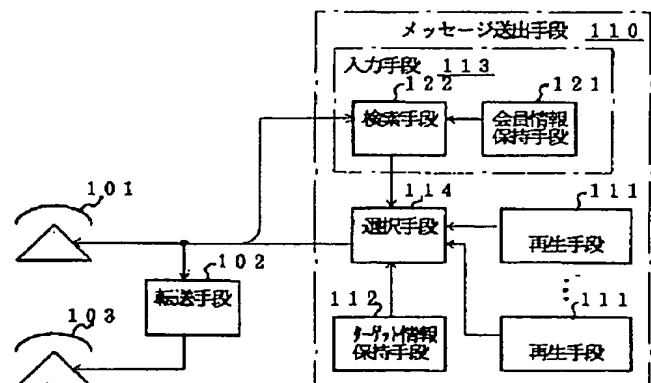 メッセージ送出手段 110
入力手段 113
122
121
検索手段
会員情報
保持手段
101
114
111
選択手段
再生手段
102
転送手段
112
111
103
ターゲット情報
保持手段
再生手段